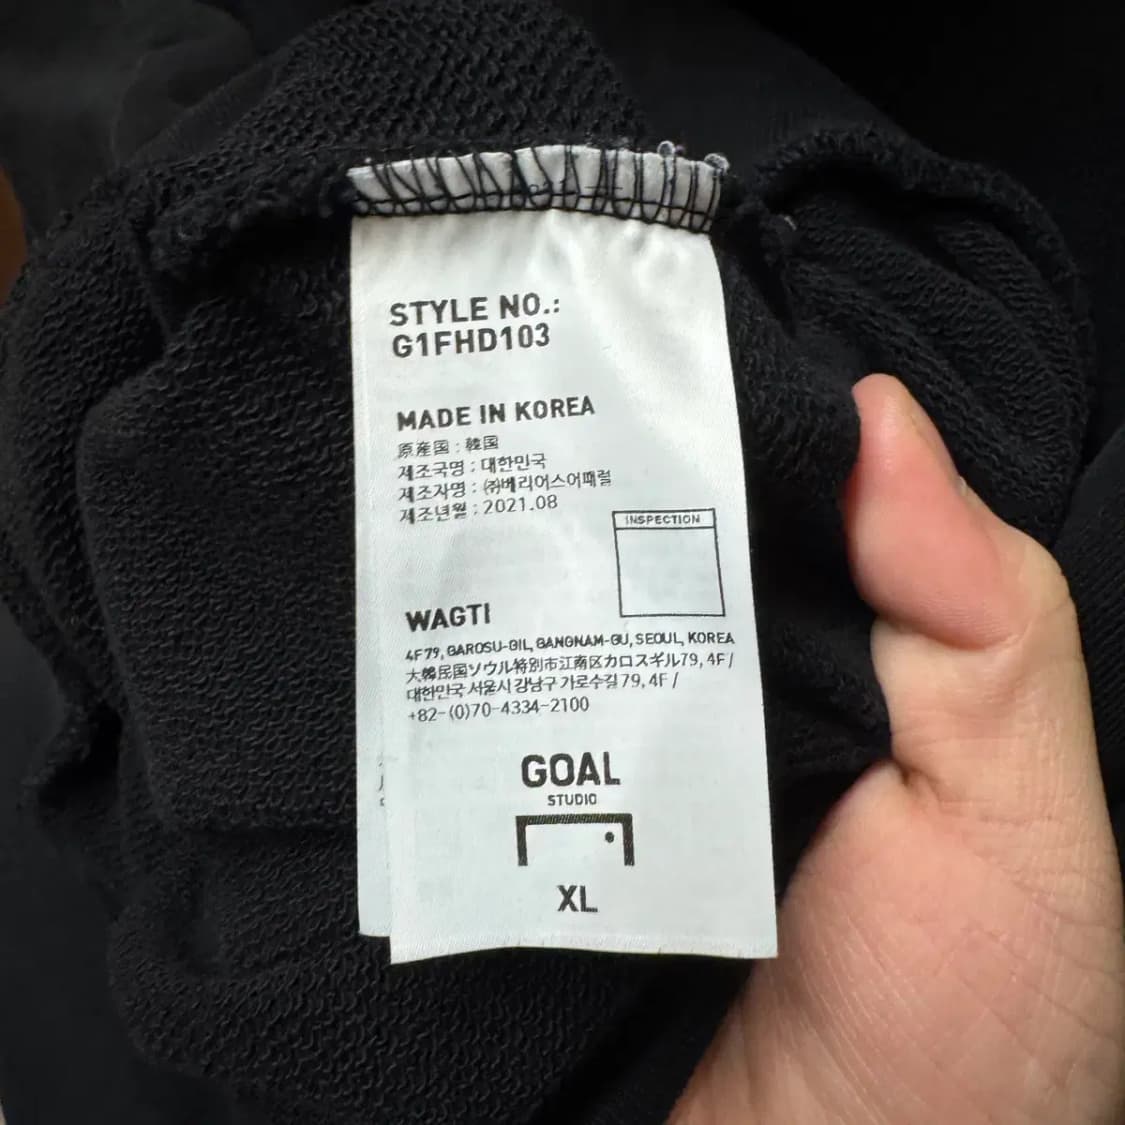 STYLE NO.:
G1FHD103
MADE IN KOREA
原産国 : 韓国
제조국명 : 대한민국
제조자명 : ㈜베리어스어패럴
제조년월 : 2021.08
INSPECTION
WAGTI
4F 79, GAROSU-GIL, GANGNAM-GU, SEOUL, KOREA
大韓民国ソウル特別市江南区カロスギル79, 4F /
대한민국 서울시 강남구 가로수길 79, 4F /
+82-(0)70-4334-2100
GOAL
STUDIO
XL